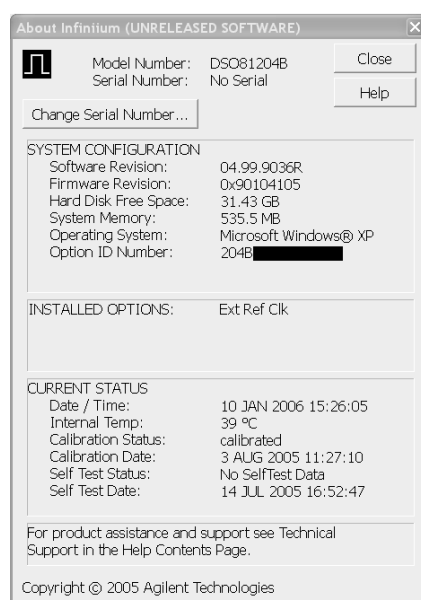 About Infiniium (UNRELEASED SOFTWARE)
Model Number: DSO81204B
Serial Number: No Serial
Close
Help
Change Serial Number...
SYSTEM CONFIGURATION
Software Revision: 04.99.9036R
Firmware Revision: 0x90104105
Hard Disk Free Space: 31.43 GB
System Memory: 535.5 MB
Operating System: Microsoft Windows® XP
Option ID Number: 204B
INSTALLED OPTIONS: Ext Ref Clk
CURRENT STATUS
Date / Time: 10 JAN 2006 15:26:05
Internal Temp: 39 ºC
Calibration Status: calibrated
Calibration Date: 3 AUG 2005 11:27:10
Self Test Status: No SelfTest Data
Self Test Date: 14 JUL 2005 16:52:47
For product assistance and support see Technical
Support in the Help Contents Page.
Copyright © 2005 Agilent Technologies